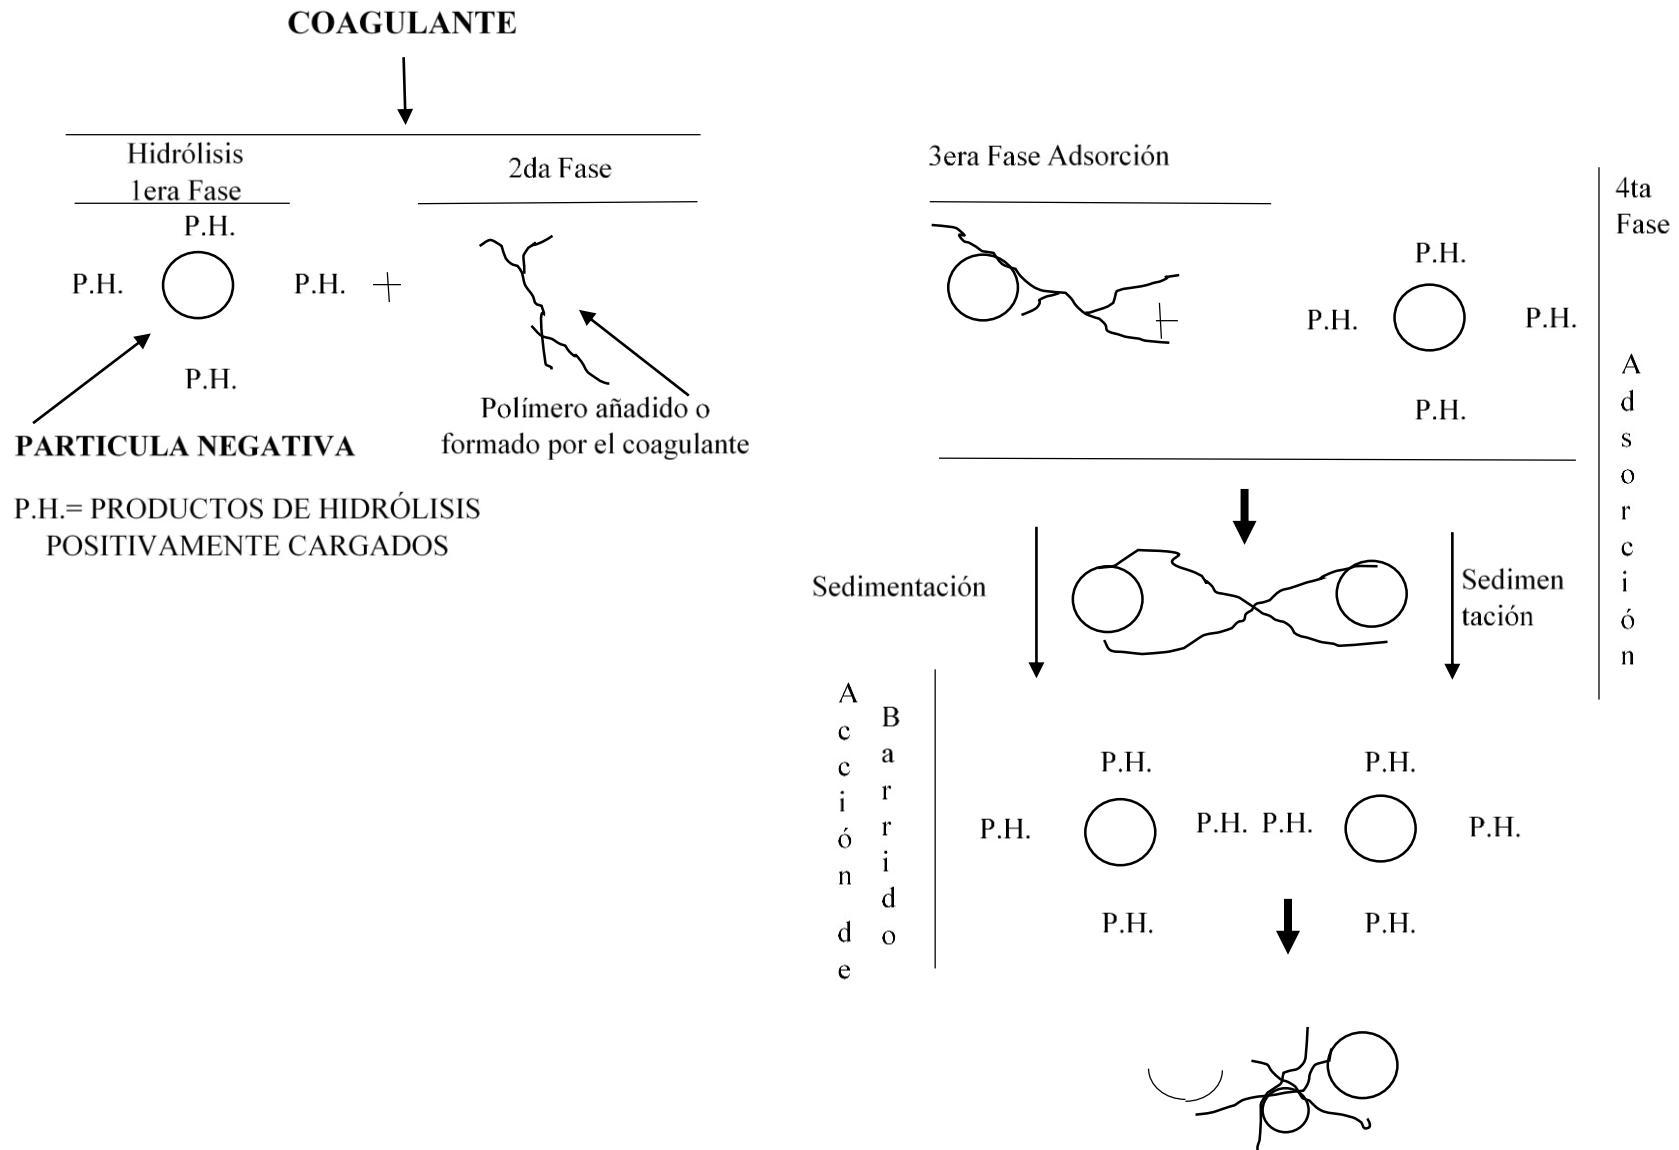 COAGULANTE
Hidrólisis
1era Fase
2da Fase
P.H.
P.H.
P.H.
P.H.
PARTICULA NEGATIVA
Polímero añadido o
formado por el coagulante
P.H.= PRODUCTOS DE HIDRÓLISIS
POSITIVAMENTE CARGADOS
3era Fase Adsorción
P.H.
P.H.
P.H.
P.H.
4ta
Fase
Adsorción
Sedimentación
Sedimen
tación
Acción de
Barrido
P.H.
P.H.
P.H.
P.H. P.H.
P.H.
P.H.
P.H.